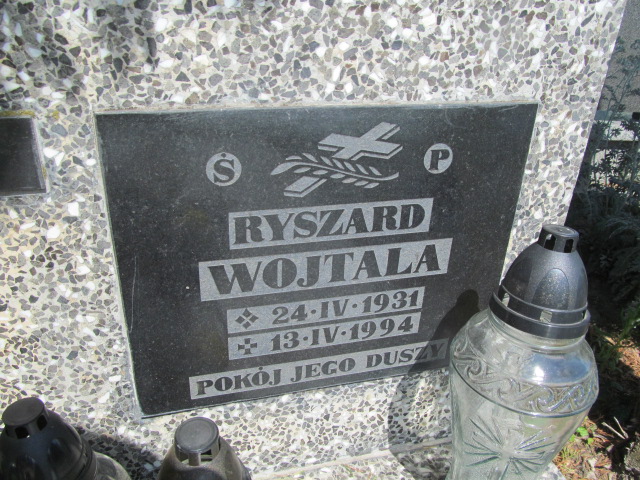 Ś P
RYSZARD
WOJTALA
24·IV·1931
13·IV·1994
POKÓJ JEGO DUSZY